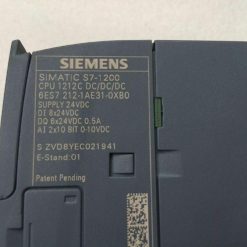 SIEMENS
SIMATIC S7-1200
CPU 1212C DC/DC/DC
6ES7 212-1AE31-0XB0
SUPPLY 24VDC
DI 8x24VDC
DQ 6x24VDC 0.5A
AI 2x10 BIT 0-10VDC
S ZVD8YEC021941
E-Stand:01
Patent Pending